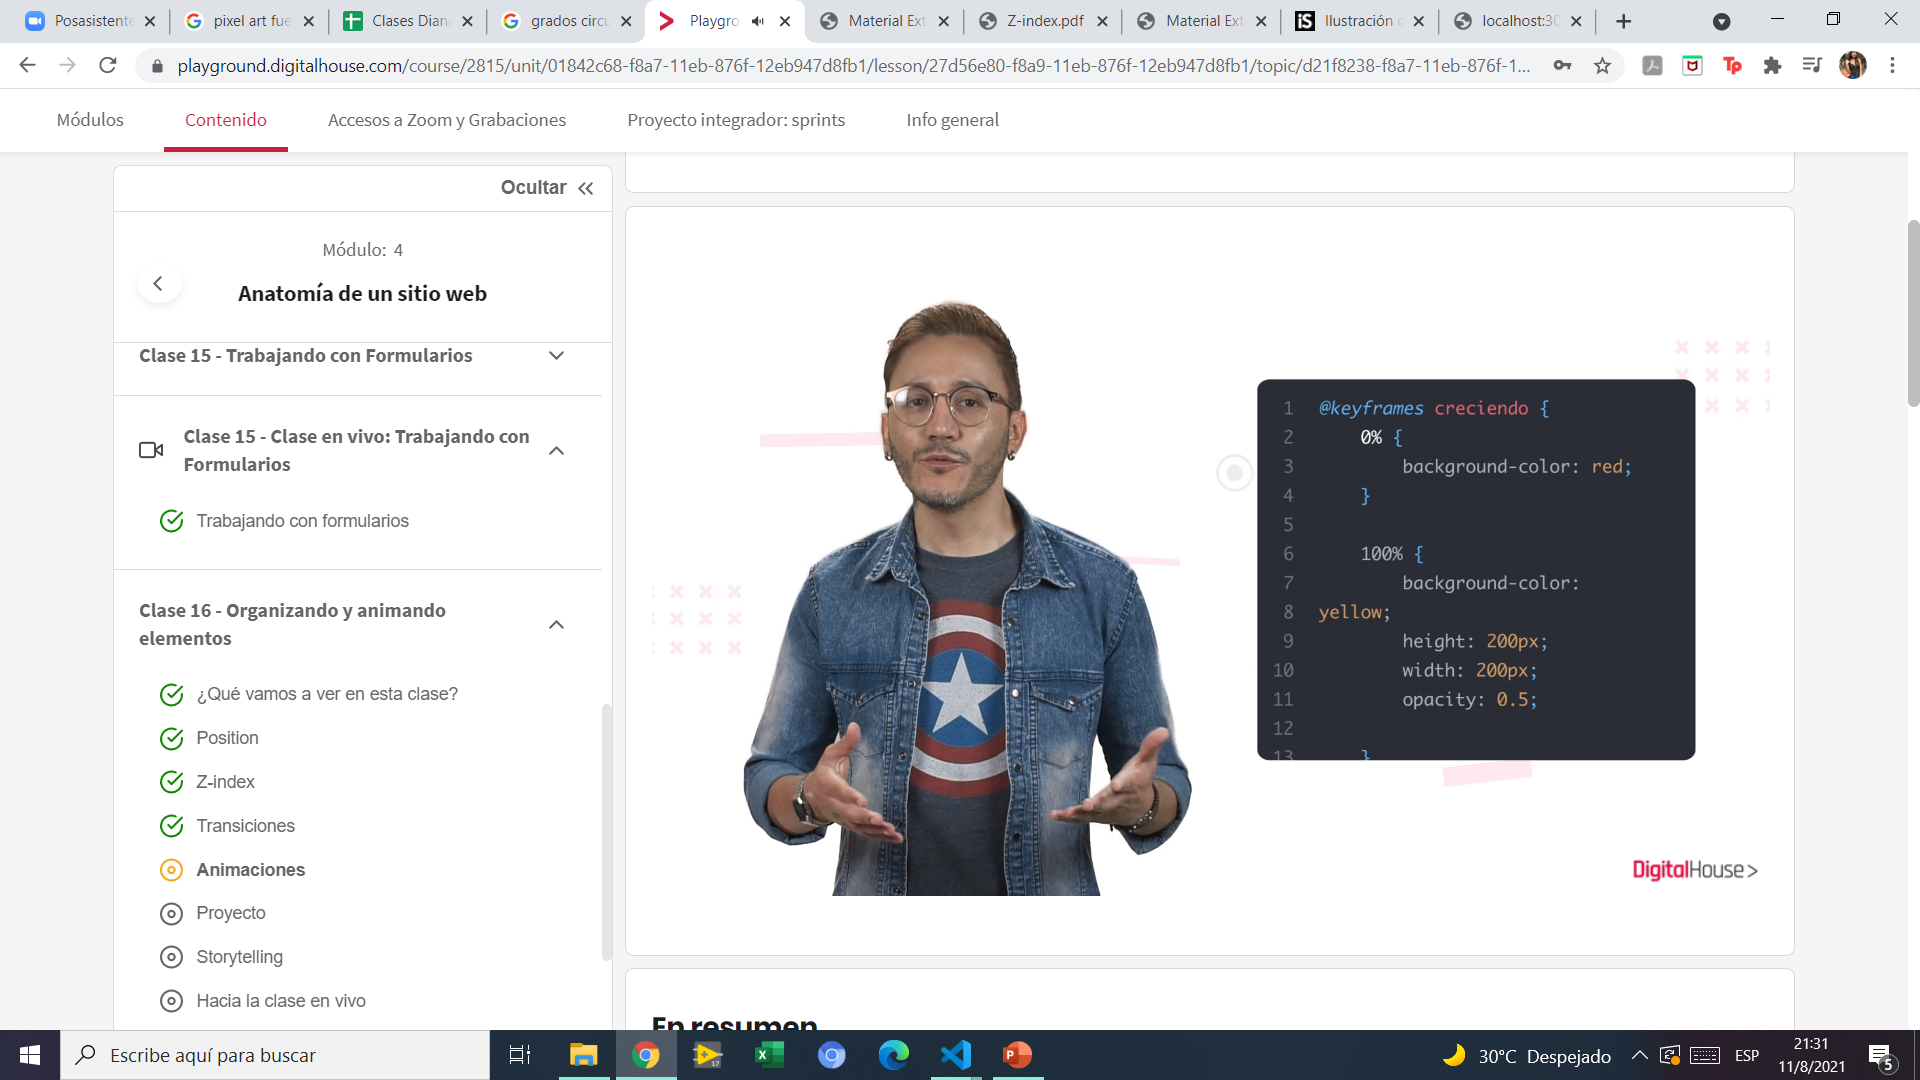 Posasistente
pixel art fue
Clases Dian
grados circu
Playgro
Material Ext
Z-index.pdf
Material Ext
iS
Ilustración
localhost:30
playground.digitalhouse.com/course/2815/unit/01842c68-f8a7-11eb-876f-12eb947d8fb1/lesson/27d56e80-f8a9-11eb-876f-12eb947d8fb1/topic/d21f8238-f8a7-11eb-876f-1...
Tp
Módulos
Contenido
Accesos a Zoom y Grabaciones
Proyecto integrador: sprints
Info general
Ocultar
Módulo: 4
Anatomía de un sitio web
Clase 15 - Trabajando con Formularios
Clase 15 - Clase en vivo: Trabajando con
Formularios
Trabajando con formularios
Clase 16 - Organizando y animando
elementos
¿Qué vamos a ver en esta clase?
Position
Z-index
Transiciones
Animaciones
Proyecto
Storytelling
Hacia la clase en vivo
1 @keyframes creciendo {
2 0% {
3 background-color: red;
4 }
5
6 100% {
7 background-color:
8 yellow;
9 height: 200px;
10 width: 200px;
11 opacity: 0.5;
12
13 }
DigitalHouse>
En resumen
Escribe aquí para buscar
30°C Despejado
ESP
21:31
11/8/2021
5